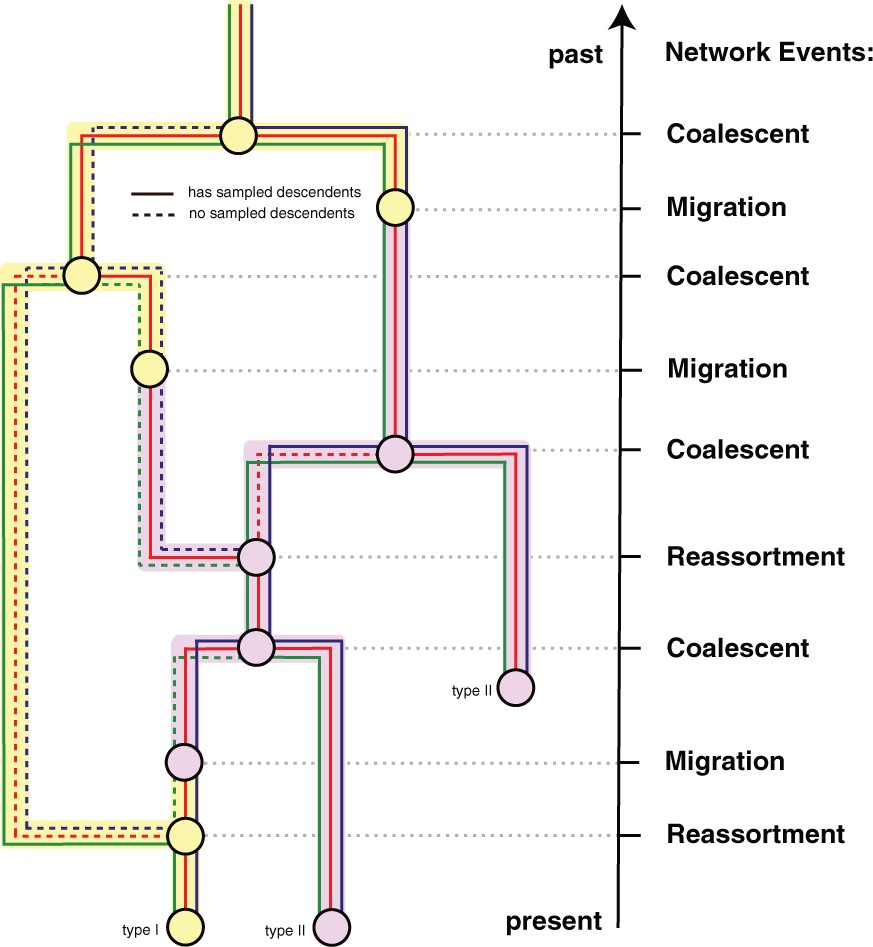 past
Network Events:
Coalescent
has sampled descendents
no sampled descendents
Migration
Coalescent
Migration
Coalescent
Reassortment
Coalescent
type II
Migration
Reassortment
present
type I
type II